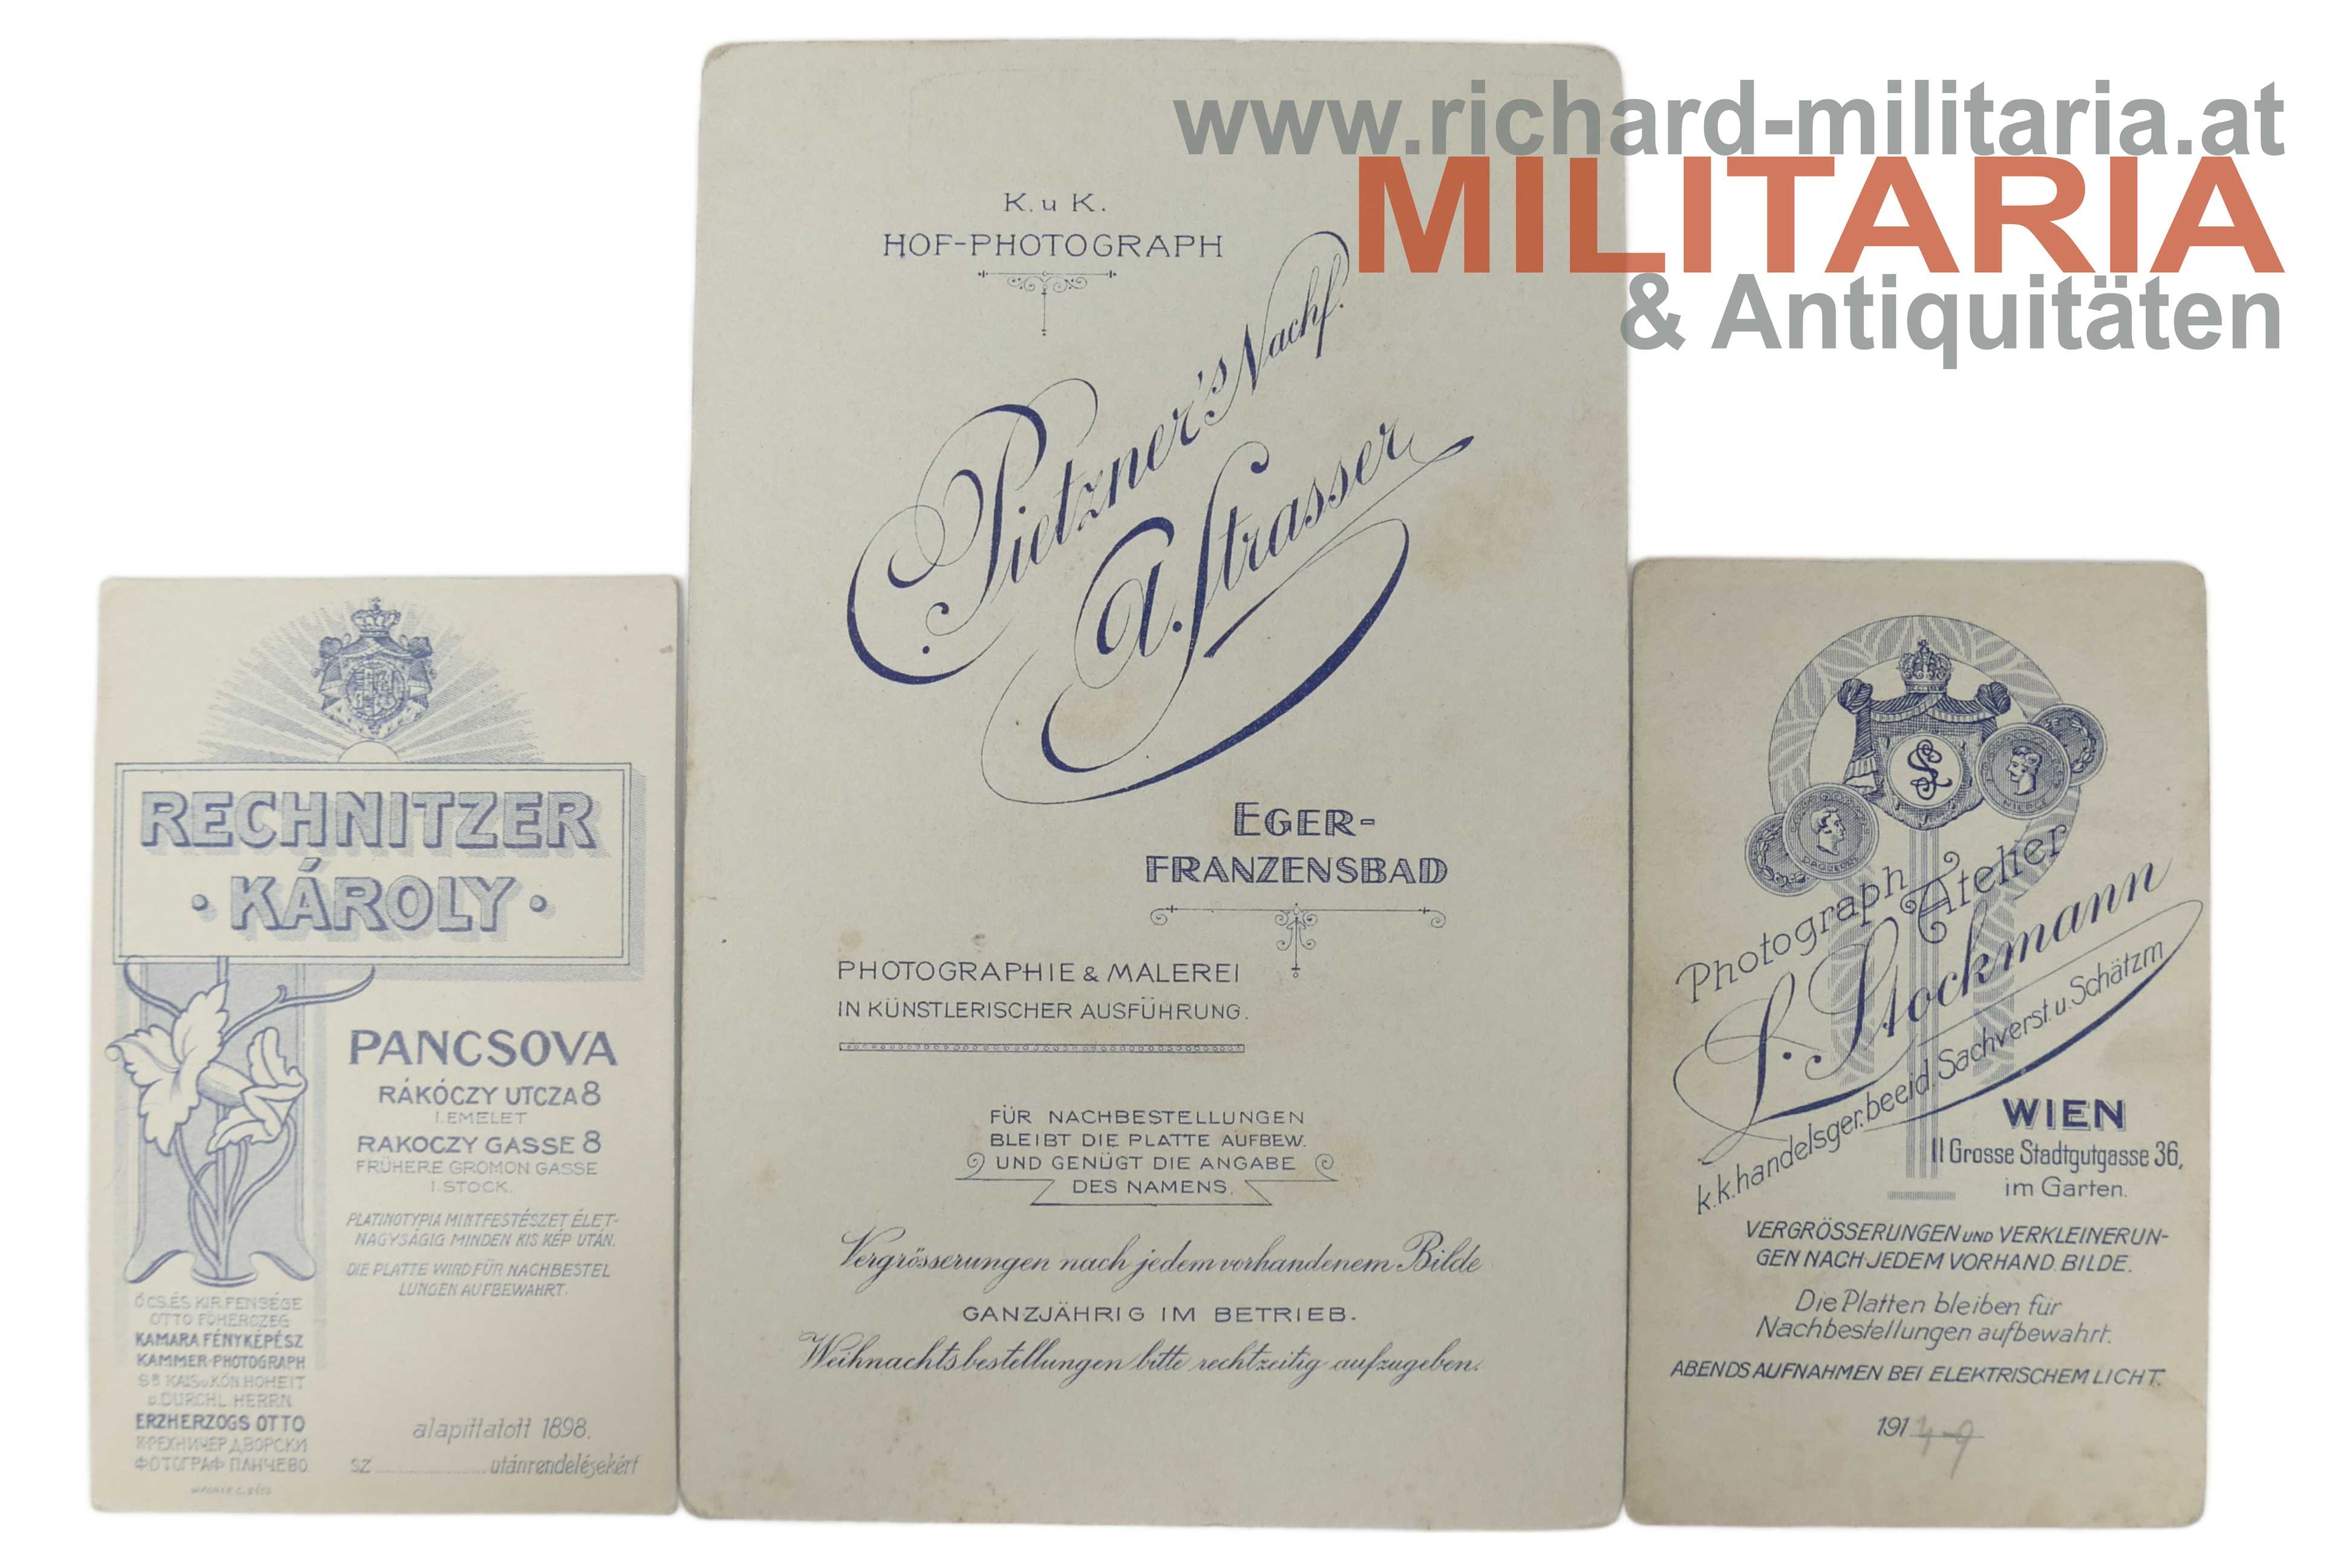 www.richard-militaria.at
MILITARIA
& Antiquitäten
RECHNITZER
· KÁROLY ·
PANCSOVA
RÁKÓCZY UTCZA 8
I. EMELET
RAKOCZY GASSE 8
FRÜHERE GROMON GASSE
I. STOCK.
PLATINOTYPIA MINTFESTÉSZET ÉLET-
NAGYSÁGIG MINDEN KIS KÉP UTÁN.
DIE PLATTE WIRD FÜR NACHBESTEL
LUNGEN AUFBEWAHRT.
ŐCS. ÉS KIR. FENSÉGE
OTTO FŐHERCZEG
KAMARA FÉNYKÉPÉSZ
KAMMER-PHOTOGRAPH
KAIS u. KÖN. HOHEIT
u. DURCHL. HERRN
ERZHERZOGS OTTO
К. РЕХНИЧЕР ДВОРСКИ
ФОТОГРАФ ПАНЧЕВО
alapittatott 1898.
sz utánrendelésekért
K. u K.
HOF-PHOTOGRAPH
C. Pietzner's Nachf.
A. Strasser
EGER-
FRANZENSBAD
PHOTOGRAPHIE & MALEREI
IN KÜNSTLERISCHER AUSFÜHRUNG.
FÜR NACHBESTELLUNGEN
BLEIBT DIE PLATTE AUFBEW.
UND GENÜGT DIE ANGABE
DES NAMENS.
Vergrösserungen nach jedem vorhandenem Bilde
GANZJÄHRIG IM BETRIEB.
Weihnachtsbestellungen bitte rechtzeitig aufzugeben.
Photograph. Atelier
L. Stockmann
k.k. handelsger. beeid. Sachverst. u. Schätzm
WIEN
II Grosse Stadtgutgasse 36,
im Garten.
VERGRÖSSERUNGEN UND VERKLEINERUN-
GEN NACH JEDEM VORHAND. BILDE.
Die Platten bleiben für
Nachbestellungen aufbewahrt.
ABENDS AUFNAHMEN BEI ELEKTRISCHEM LICHT.
191